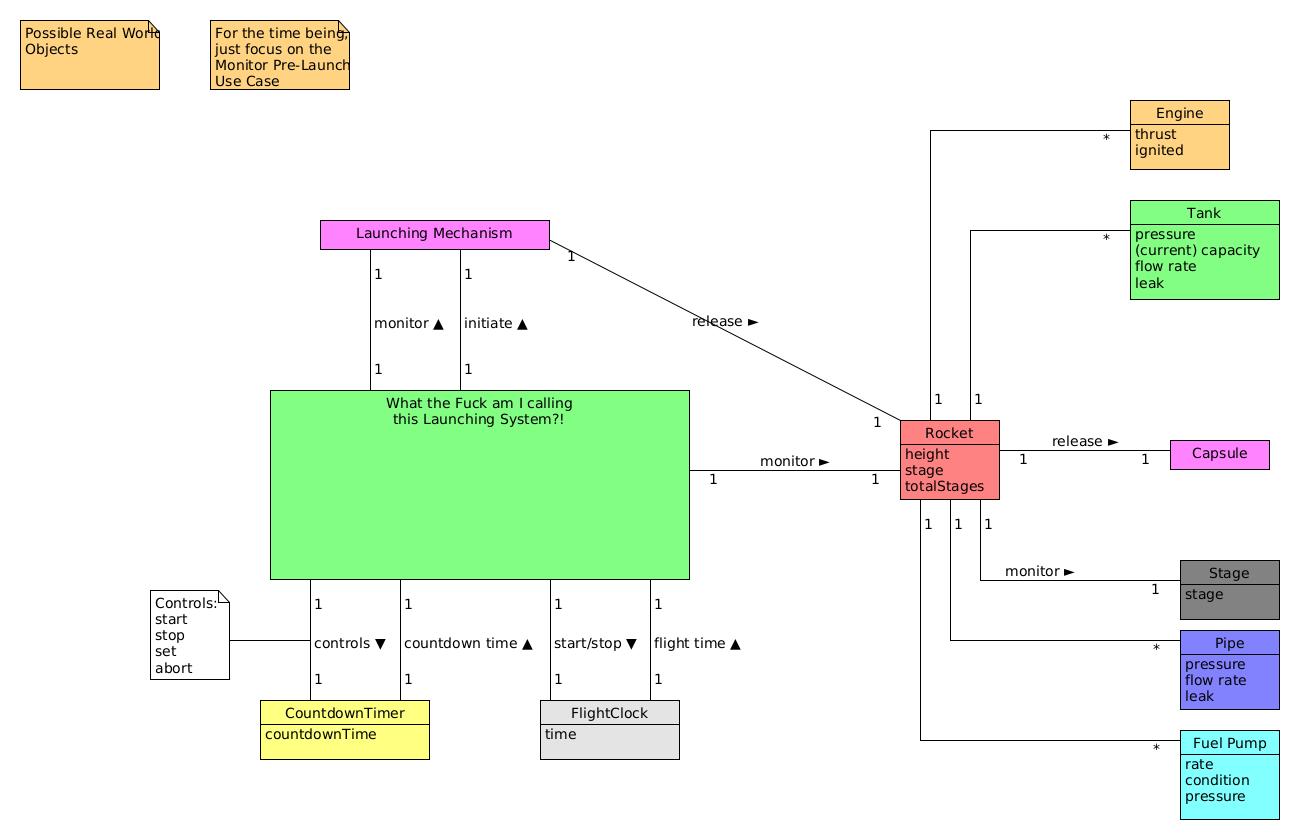 Possible Real World
Objects
For the time being,
just focus on the
Monitor Pre-Launch
Use Case
Engine
thrust
ignited
*
Tank
pressure
(current) capacity
flow rate
leak
*
Launching Mechanism
1
1
1
monitor ▲
initiate ▲
release ►
1
1
1
1
1
What the Fuck am I calling
this Launching System?!
monitor ►
1
1
Rocket
height
stage
totalStages
release ►
1
1
Capsule
1
1
1
monitor ►
1
Stage
stage
*
Pipe
pressure
flow rate
leak
*
Fuel Pump
rate
condition
pressure
Controls:
start
stop
set
abort
1
1
1
1
controls ▼
countdown time ▲
start/stop ▼
flight time ▲
1
1
1
1
CountdownTimer
countdownTime
FlightClock
time